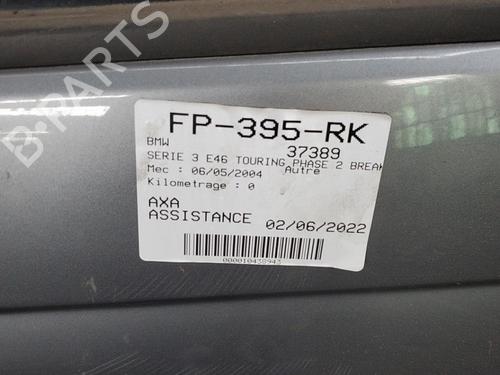 B-PARTS
FP-395-RK
BMW 37389
SERIE 3 E46 TOURING PHASE 2 BREAK
Mec : 06/05/2004 Autre
Kilometrage : 0
AXA
ASSISTANCE 02/06/2022
000010438943